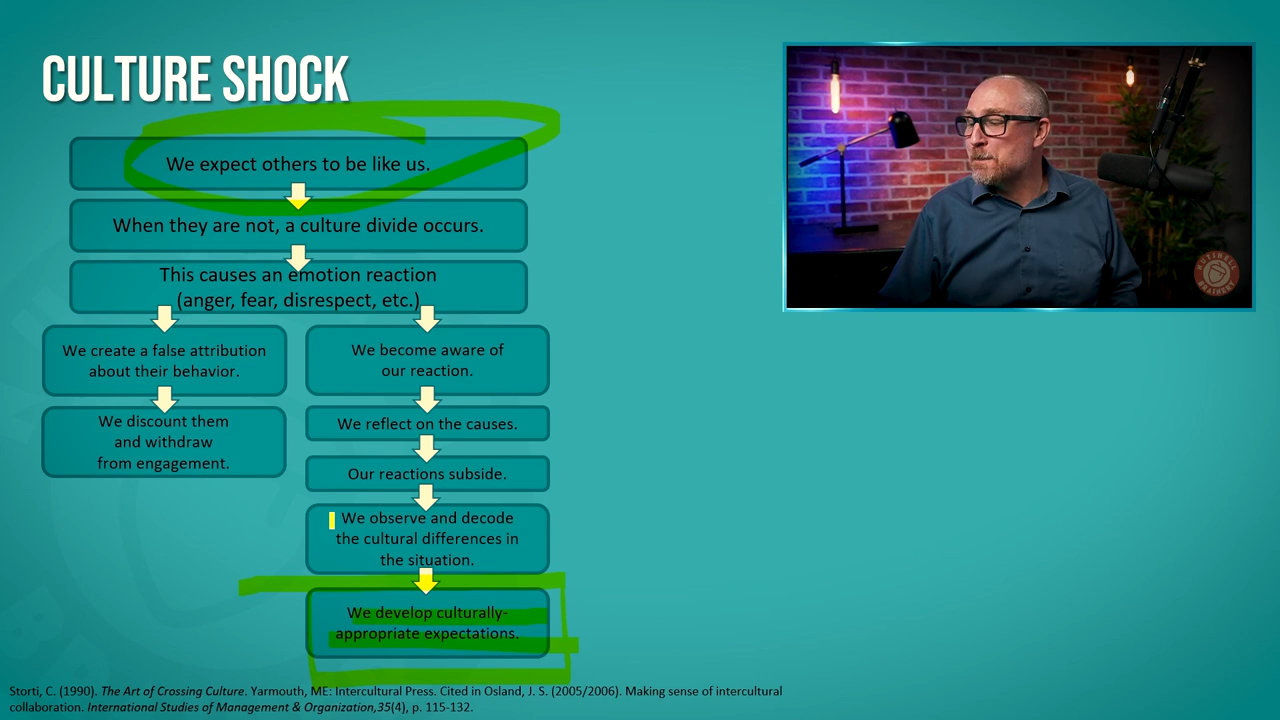 CULTURE SHOCK
We expect others to be like us.
When they are not, a culture divide occurs.
This causes an emotion reaction
(anger, fear, disrespect, etc.)
We create a false attribution
about their behavior.
We discount them
and withdraw
from engagement.
We become aware of
our reaction.
We reflect on the causes.
Our reactions subside.
We observe and decode
the cultural differences in
the situation.
We develop culturally-
appropriate expectations.
NUTSHELL
BRAINERY
Storti, C. (1990). The Art of Crossing Culture. Yarmouth, ME: Intercultural Press. Cited in Osland, J. S. (2005/2006). Making sense of intercultural
collaboration. International Studies of Management & Organization,35(4), p. 115-132.